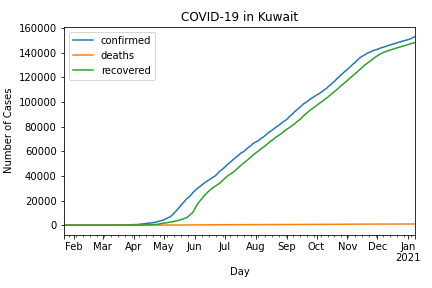 COVID-19 in Kuwait
confirmed
deaths
recovered
Number of Cases
160000
140000
120000
100000
80000
60000
40000
20000
0
Feb Mar Apr May Jun Jul Aug Sep Oct Nov Dec Jan
2021
Day